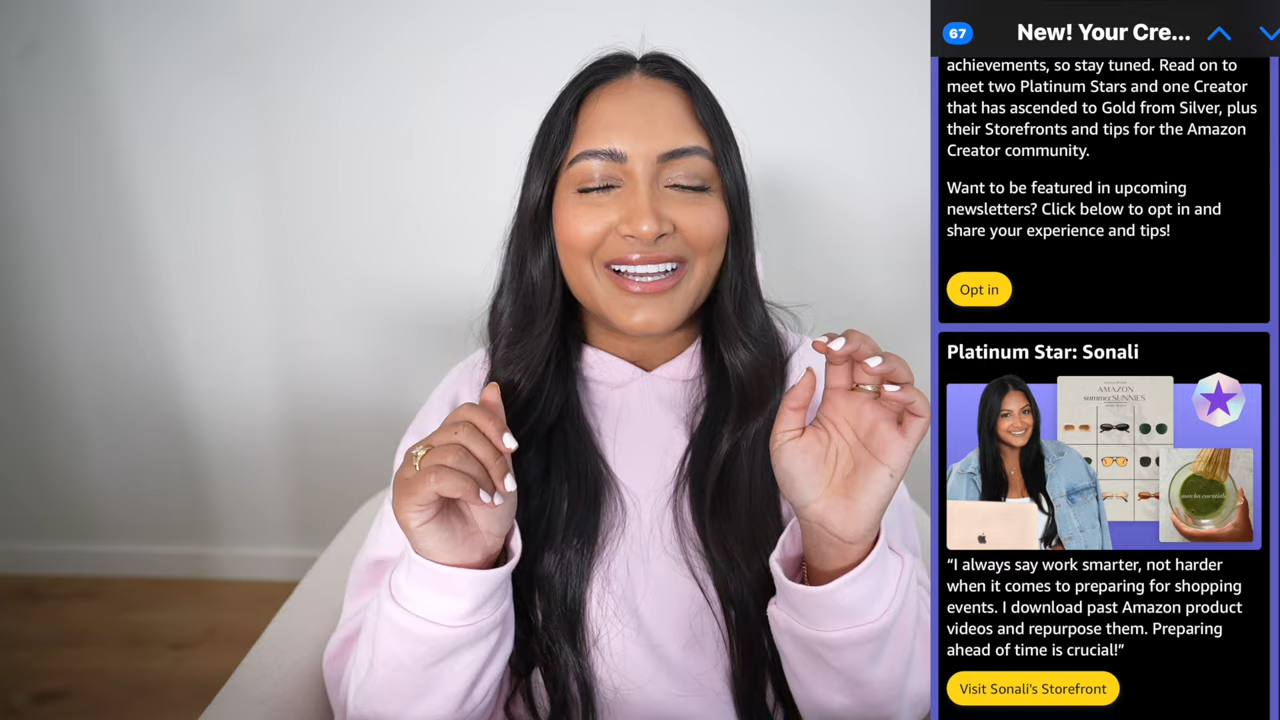 67
New! Your Cre...
achievements, so stay tuned. Read on to
meet two Platinum Stars and one Creator
that has ascended to Gold from Silver, plus
their Storefronts and tips for the Amazon
Creator community.
Want to be featured in upcoming
newsletters? Click below to opt in and
share your experience and tips!
Opt in
Platinum Star: Sonali
AMAZON
summer SUNNIES
matcha essentials
“I always say work smarter, not harder
when it comes to preparing for shopping
events. I download past Amazon product
videos and repurpose them. Preparing
ahead of time is crucial!”
Visit Sonali's Storefront